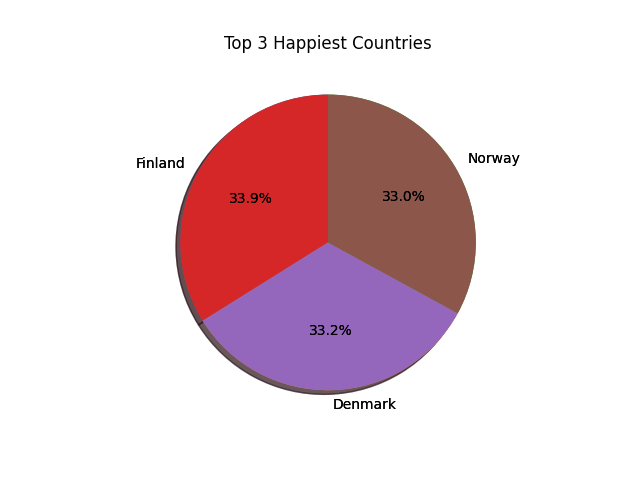 Top 3 Happiest Countries
Finland
33.9%
Norway
33.0%
33.2%
Denmark